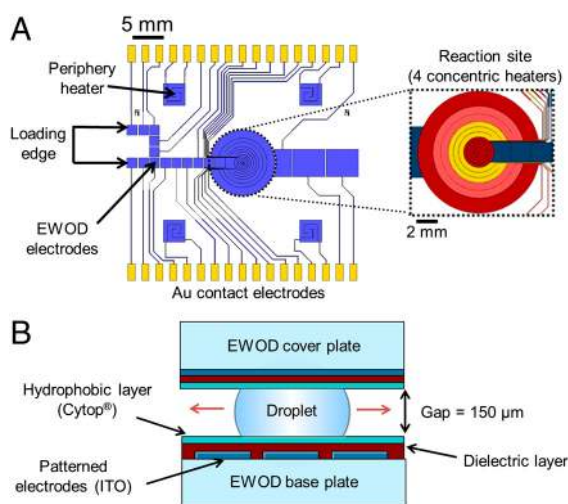 A
5 mm
Periphery
heater
Loading
edge
EWOD
electrodes
Au contact electrodes
Reaction site
(4 concentric heaters)
2 mm
B
EWOD cover plate
Hydrophobic layer
(Cytop®)
Droplet
Gap = 150 µm
Patterned
electrodes (ITO)
Dielectric layer
EWOD base plate